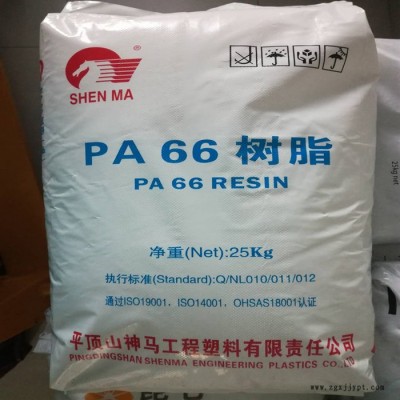 SHEN MA
PA 66 树脂
PA 66 RESIN
净重(Net):25Kg
执行标准(Standard):Q/NL010/011/012
通过ISO19001, ISO14001, OHSAS18001认证
平顶山神马工程塑料有限责任公司
PINGDINGSHAN SHENMA ENGINEERING PLASTICS CO.,LTD
www.zgxjjxpt.com